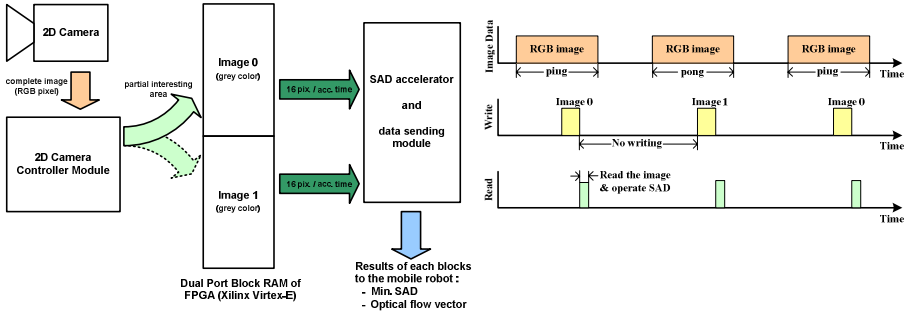 2D Camera
complete image
(RGB pixel)
partial interesting
area
2D Camera
Controller Module
Image 0
(grey color)
Image 1
(grey color)
16 pix. / acc. time
16 pix. / acc. time
SAD accelerator
and
data sending
module
Dual Port Block RAM of
FPGA (Xilinx Virtex-E)
Results of each blocks
to the mobile robot :
- Min. SAD
- Optical flow vector
Image Data
RGB image
RGB image
RGB image
piug
pong
piug
Time
Write
Image 0
Image 1
Image 0
No writing
Time
Read
Read the image
& operate SAD
Time